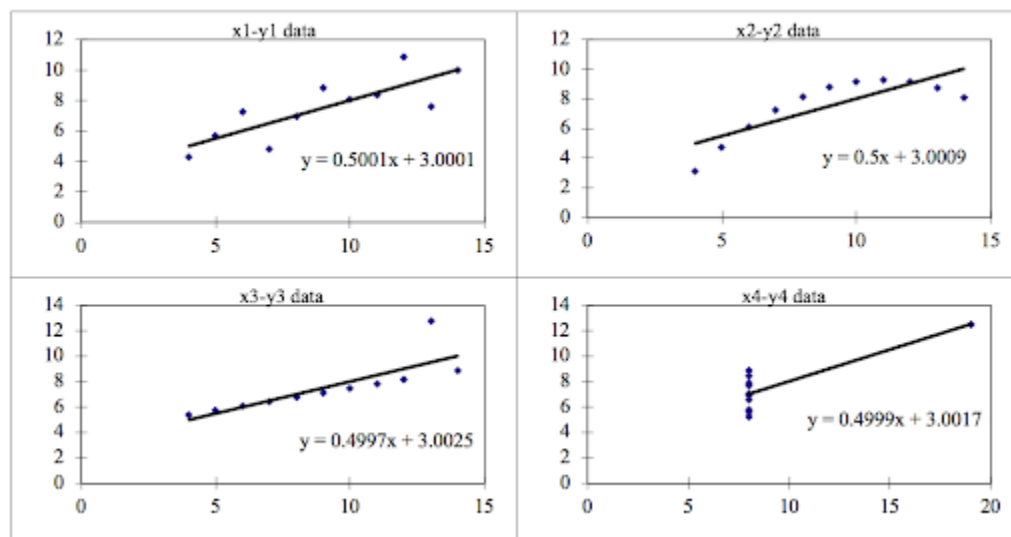 x1-y1 data
12
10
8
6
4
2
0
y = 0.5001x + 3.0001
0 5 10 15
x2-y2 data
12
10
8
6
4
2
0
y = 0.5x + 3.0009
0 5 10 15
x3-y3 data
14
12
10
8
6
4
2
0
y = 0.4997x + 3.0025
0 5 10 15
x4-y4 data
14
12
10
8
6
4
2
0
y = 0.4999x + 3.0017
0 5 10 15 20